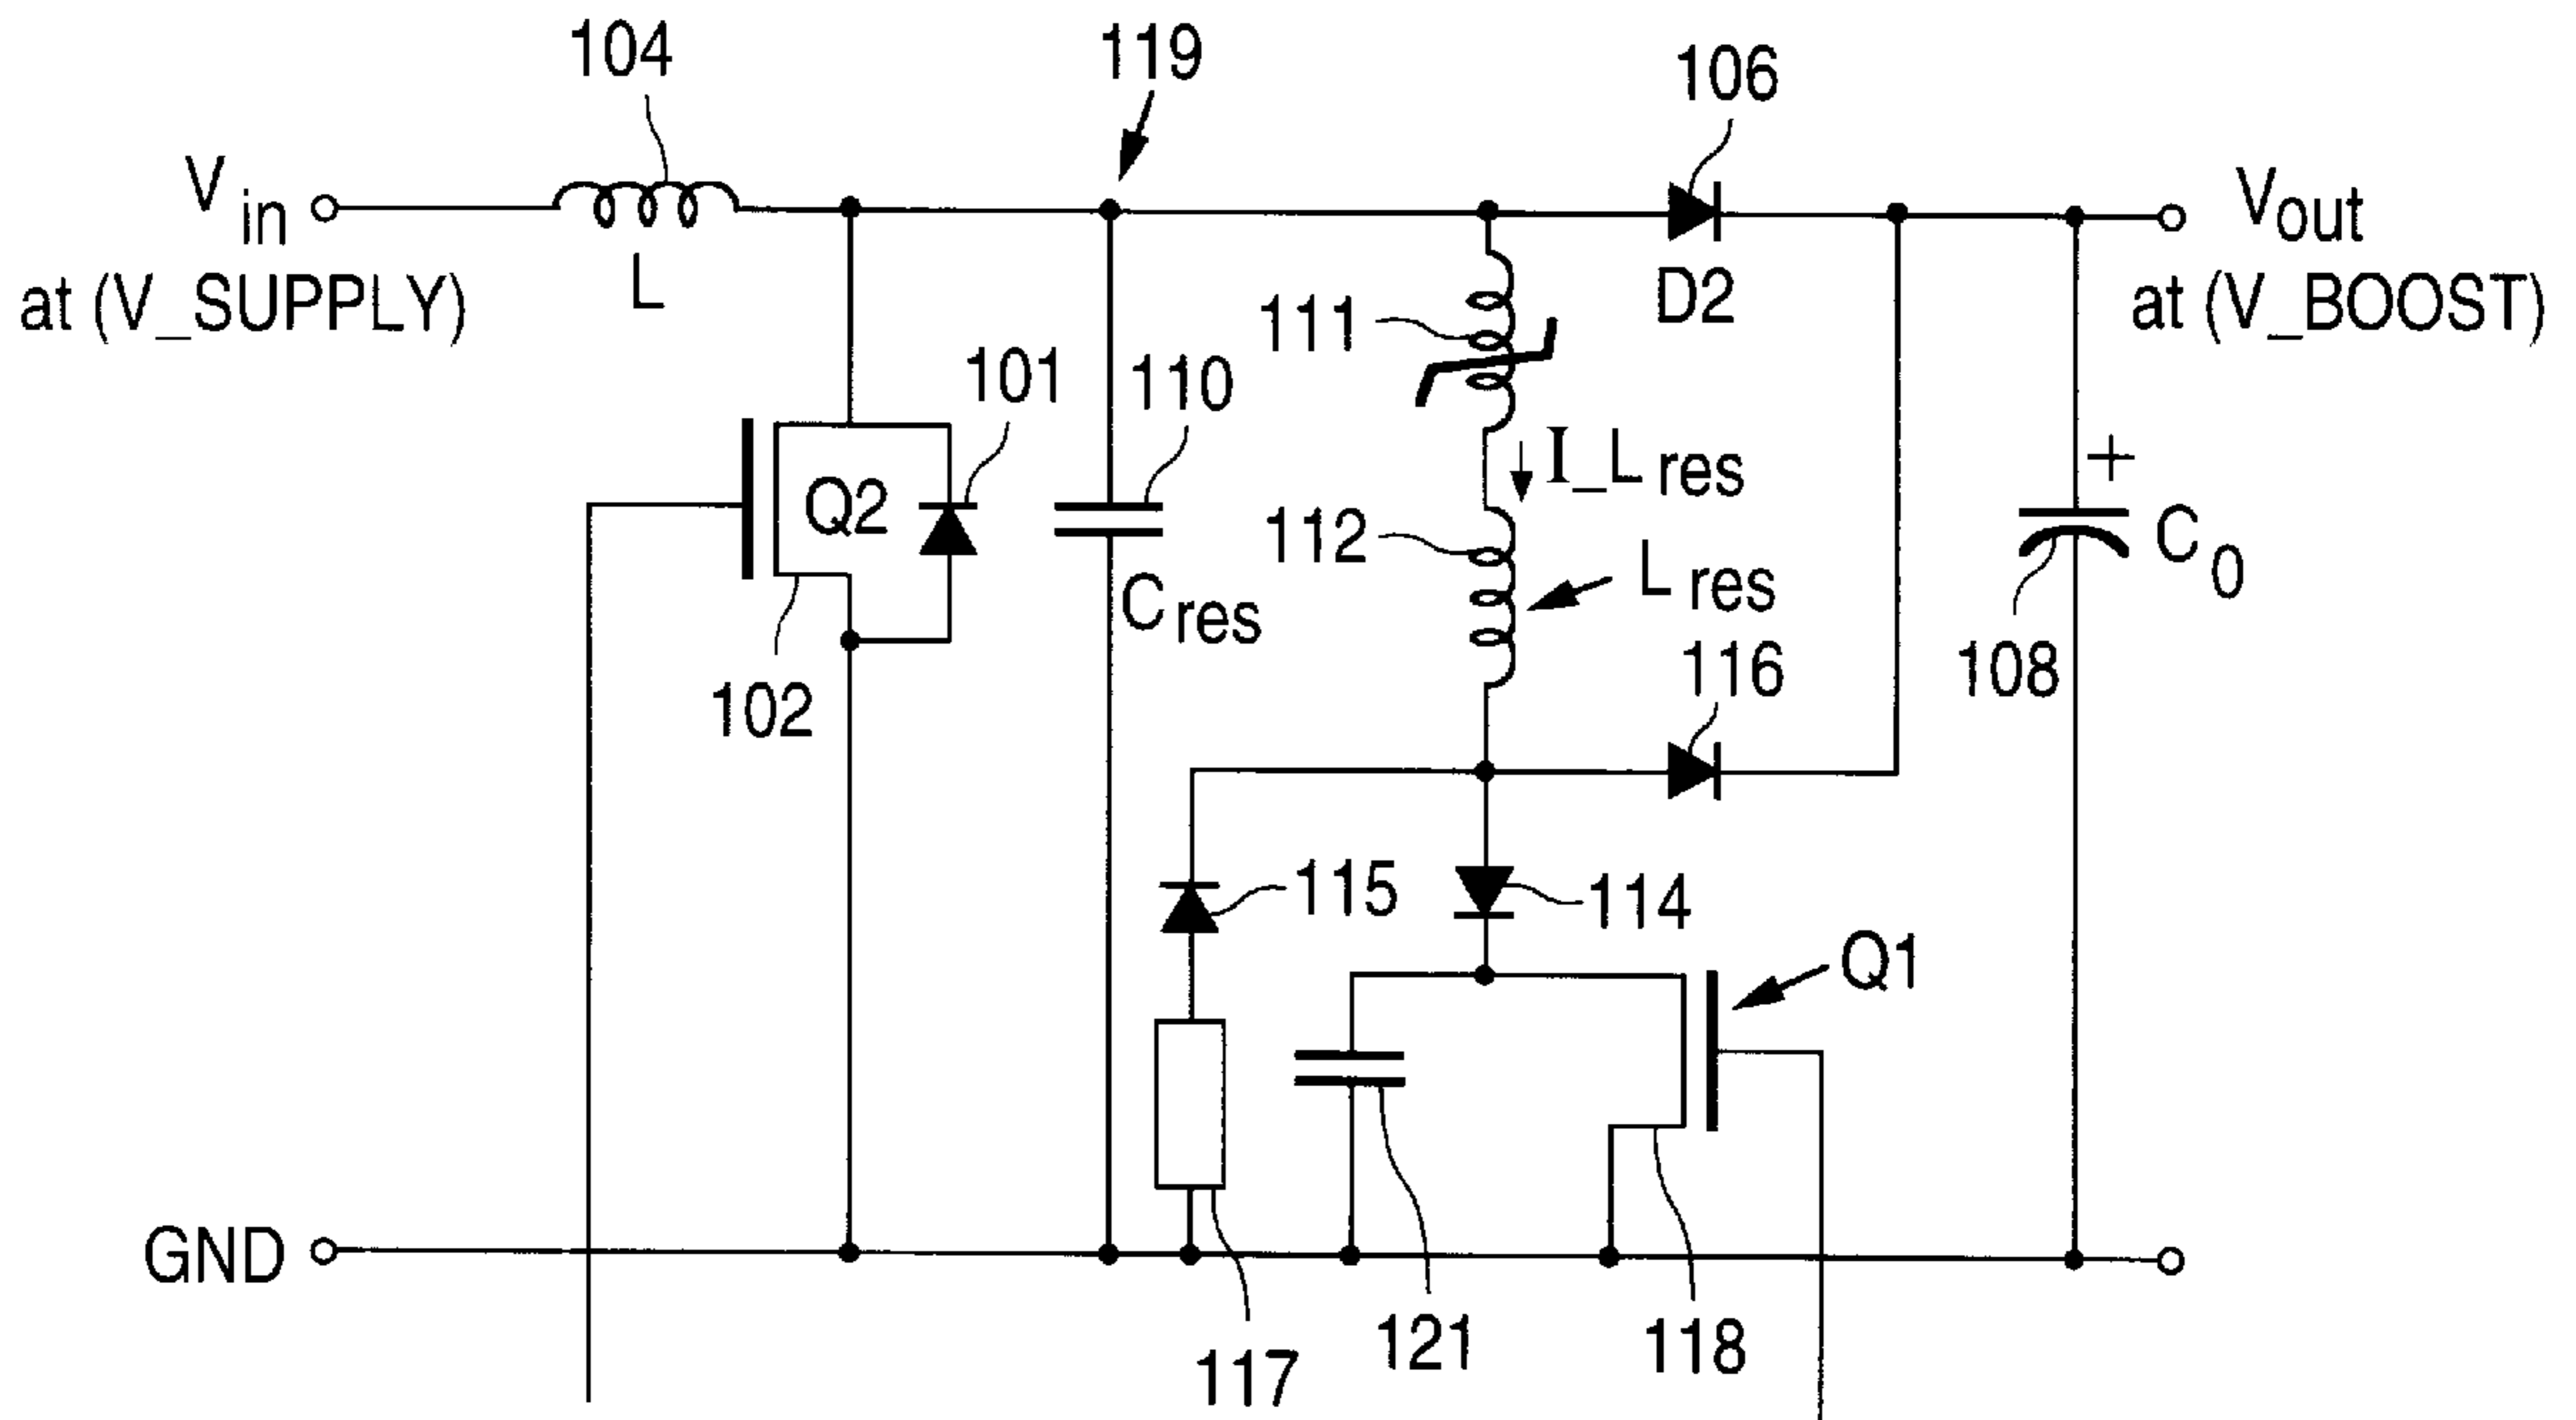 104
119
106
V in
at (V_SUPPLY)
L
D2
V out
at (V_BOOST)
111
101
110
Q2
I_L res
112
L res
C res
C 0
102
116
108
115
114
Q1
GND
117
121
118
+